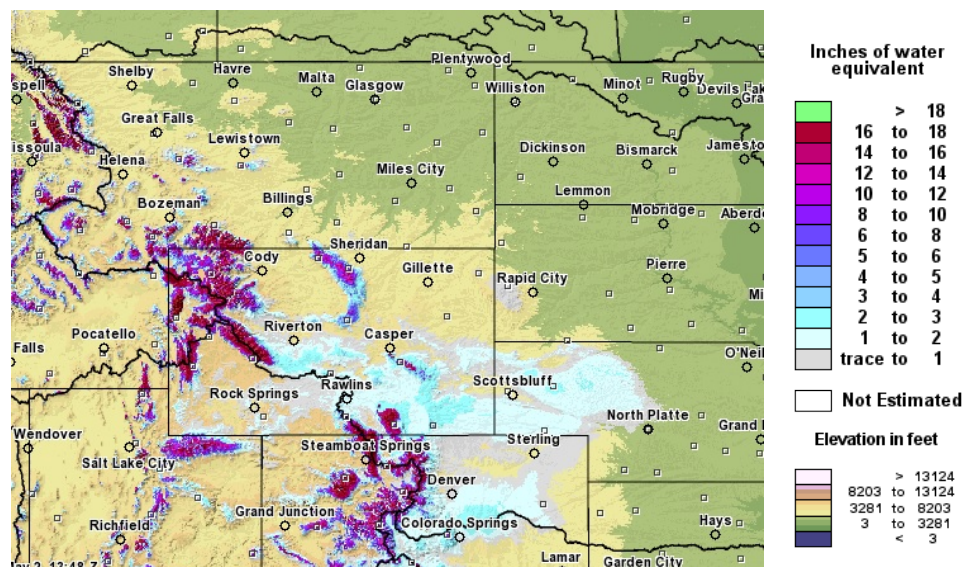 Plentywood
Shelby
Havre
Malta
Glasgow
Williston
Minot
Rugby
Devils Lak
spell
Gra
Great Falls
Lewistown
issoula
Helena
Dickinson
Bismarck
Jamest
Miles City
Lemmon
Bozeman
Billings
Mobridge
Aberde
Sheridan
Cody
Gillette
Rapid City
Pierre
Mi
Pocatello
Riverton
Casper
Falls
O'Neil
Rock Springs
Rawlins
Scottsbluff
North Platte
Wendover
Salt Lake City
Steamboat Springs
Sterling
Grand I
Denver
Richfield
Grand Junction
Colorado Springs
Hays
Lamar
Garden City
Inches of water
equivalent
> 18
16 to 18
14 to 16
12 to 14
10 to 12
8 to 10
6 to 8
5 to 6
4 to 5
3 to 4
2 to 3
1 to 2
trace to 1
Not Estimated
Elevation in feet
> 13124
8203 to 13124
3281 to 8203
3 to 3281
< 3